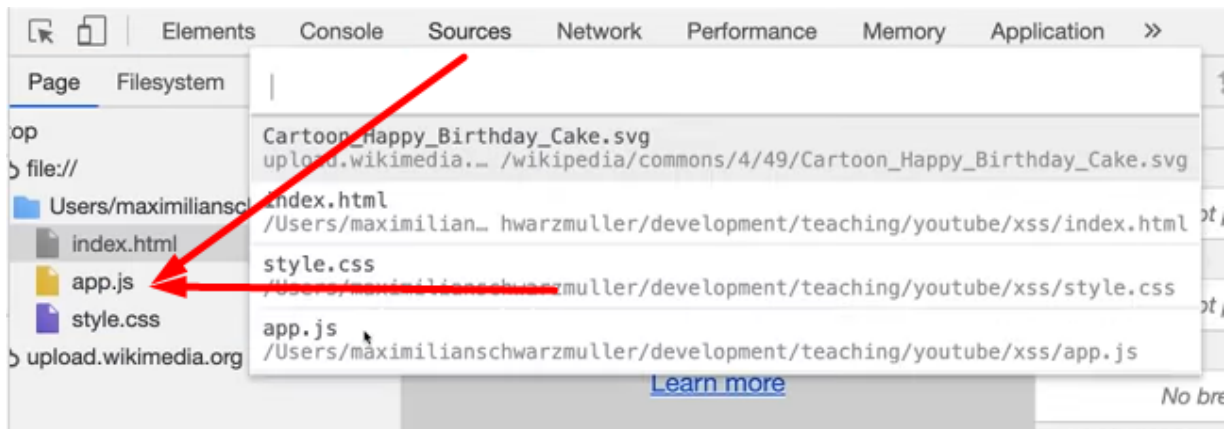 Elements Console Sources Network Performance Memory Application »
Page Filesystem
file://
Cartoon_Happy_Birthday_Cake.svg
upload.wikimedia.… /wikipedia/commons/4/49/Cartoon_Happy_Birthday_Cake.svg
Users/maximiliansc
index.html
/Users/maximilian… hwarzmuller/development/teaching/youtube/xss/index.html
index.html
app.js
style.css
/Users/maximilianschwarzmuller/development/teaching/youtube/xss/style.css
style.css
app.js
/Users/maximilianschwarzmuller/development/teaching/youtube/xss/app.js
upload.wikimedia.org
Learn more
No